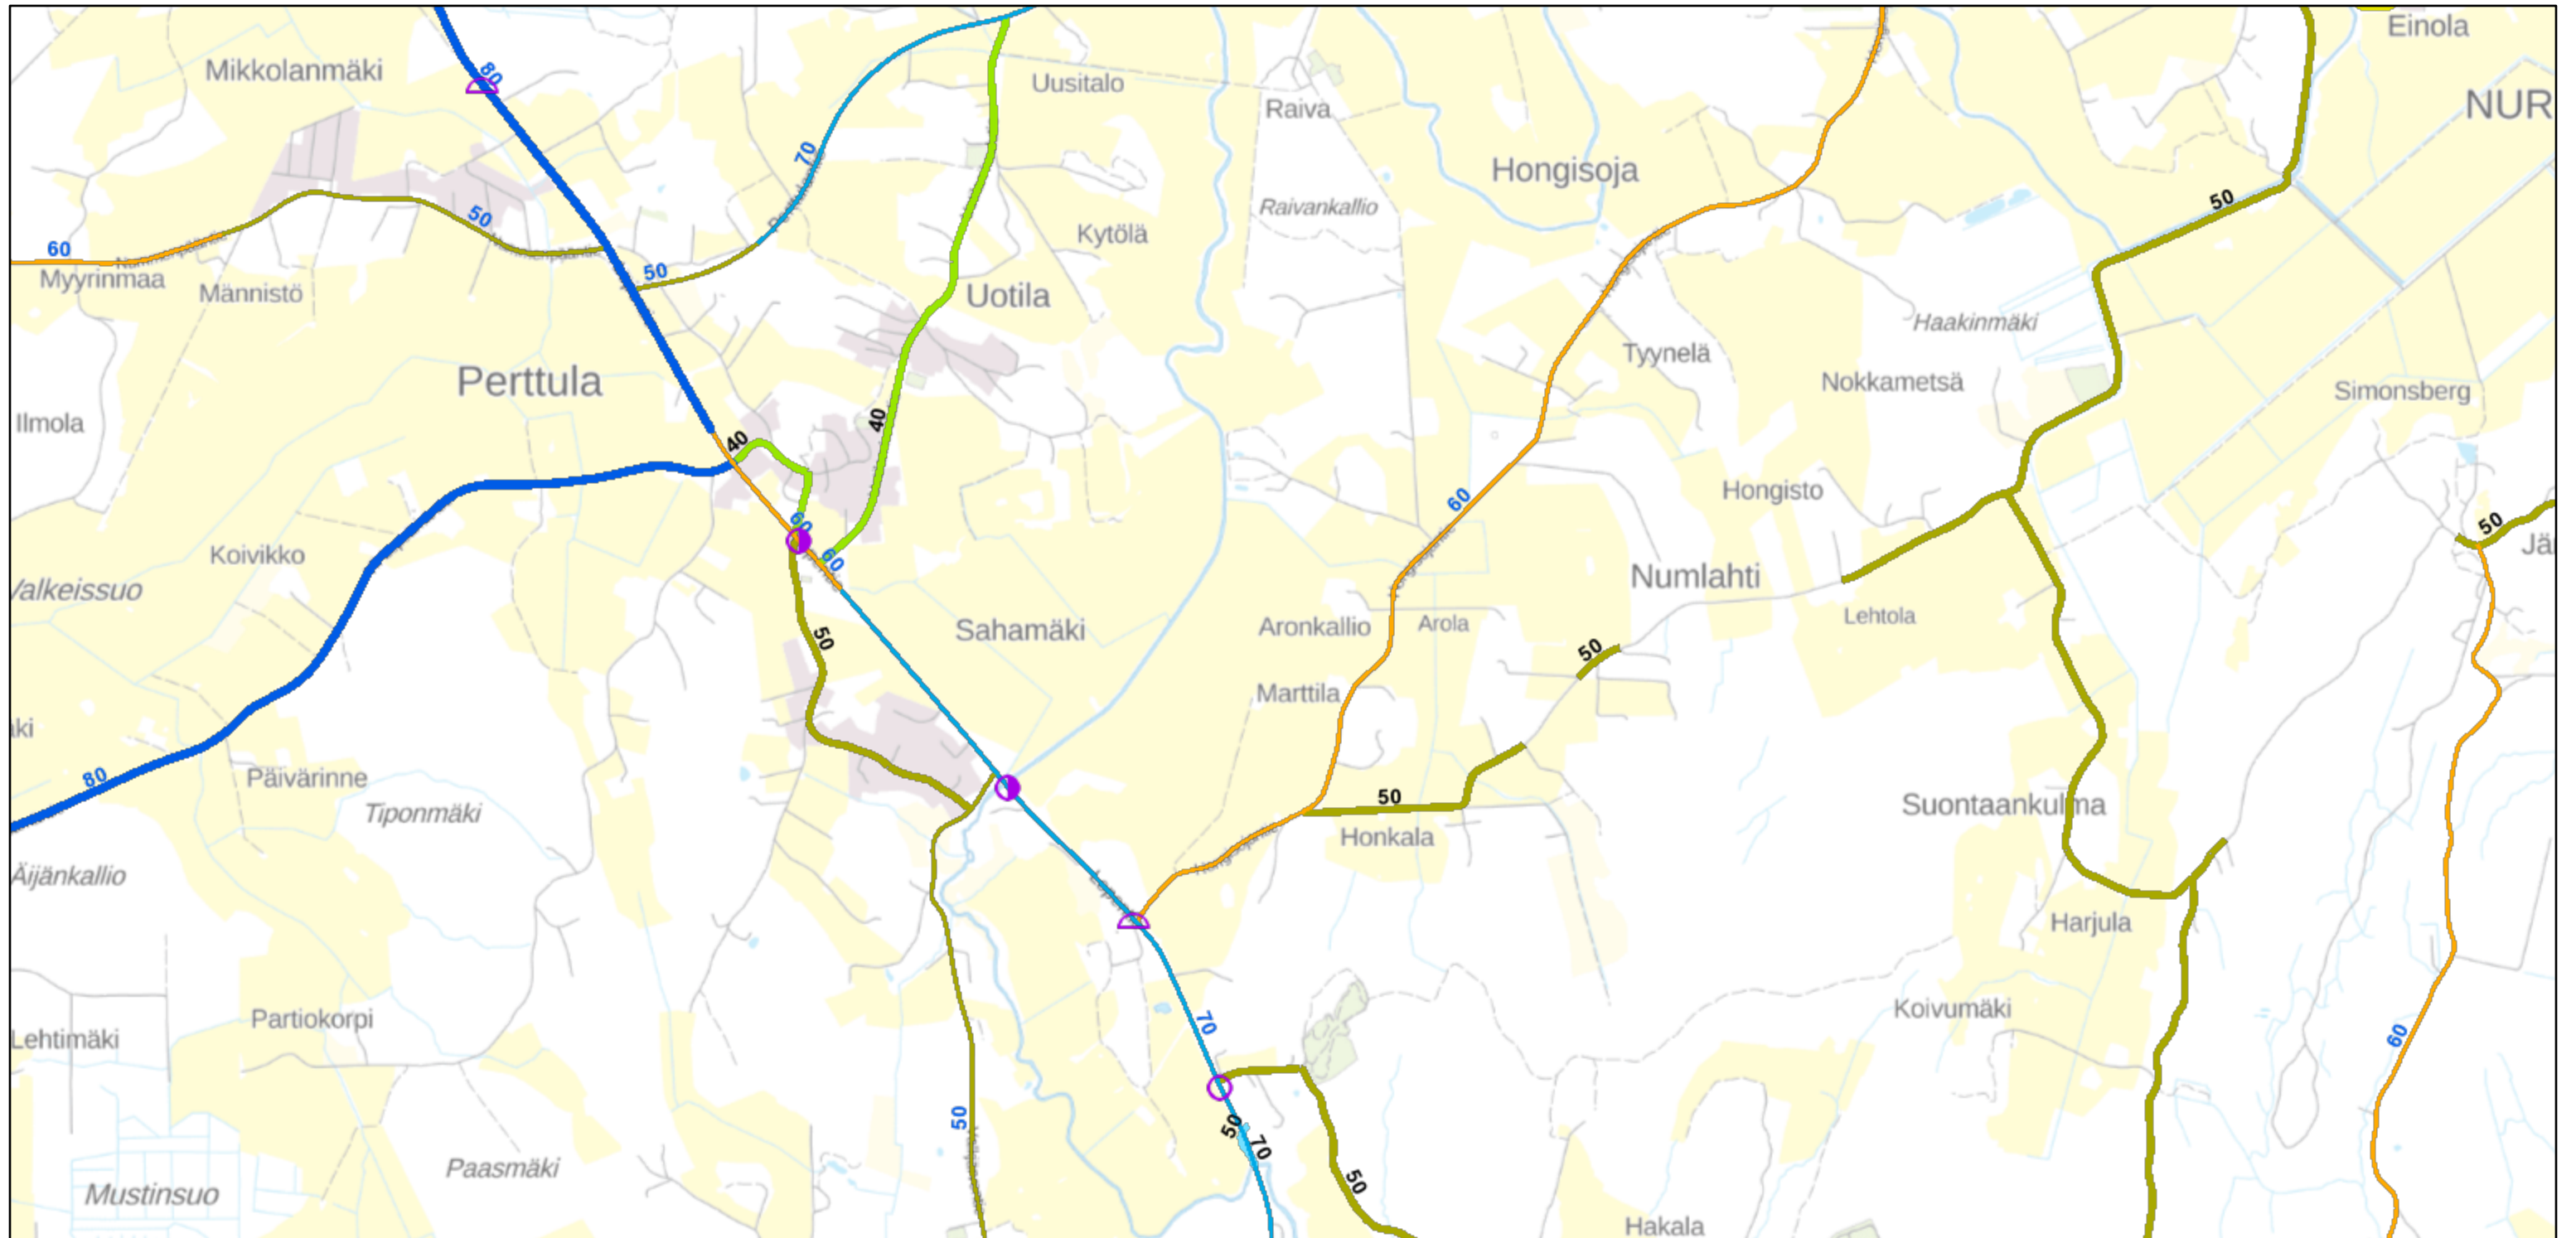 Einola
80
Mikkolanmäki
Uusitalo
NUR
Raiva
70
Hongisoja
50
50
Raivankallio
Kytölä
60
Myyrinmaa
50
Männistö
Uotila
Haakinmäki
Tyynelä
Perttula
Nokkametsä
Simonsberg
Ilmola
40
40
Hongisto
60
60
50
Jär
Koivikko
60
Numlahti
Valkeissuo
Lehtola
Sahamäki
Aronkallio
Arola
50
50
Marttila
ki
80
Päivärinne
50
Suontaankulma
Tiponmäki
Honkala
Äijänkallio
Harjula
Koivumäki
Partiokorpi
70
Lehtimäki
60
50
50
70
Paasmäki
50
Mustinsuo
Hakala